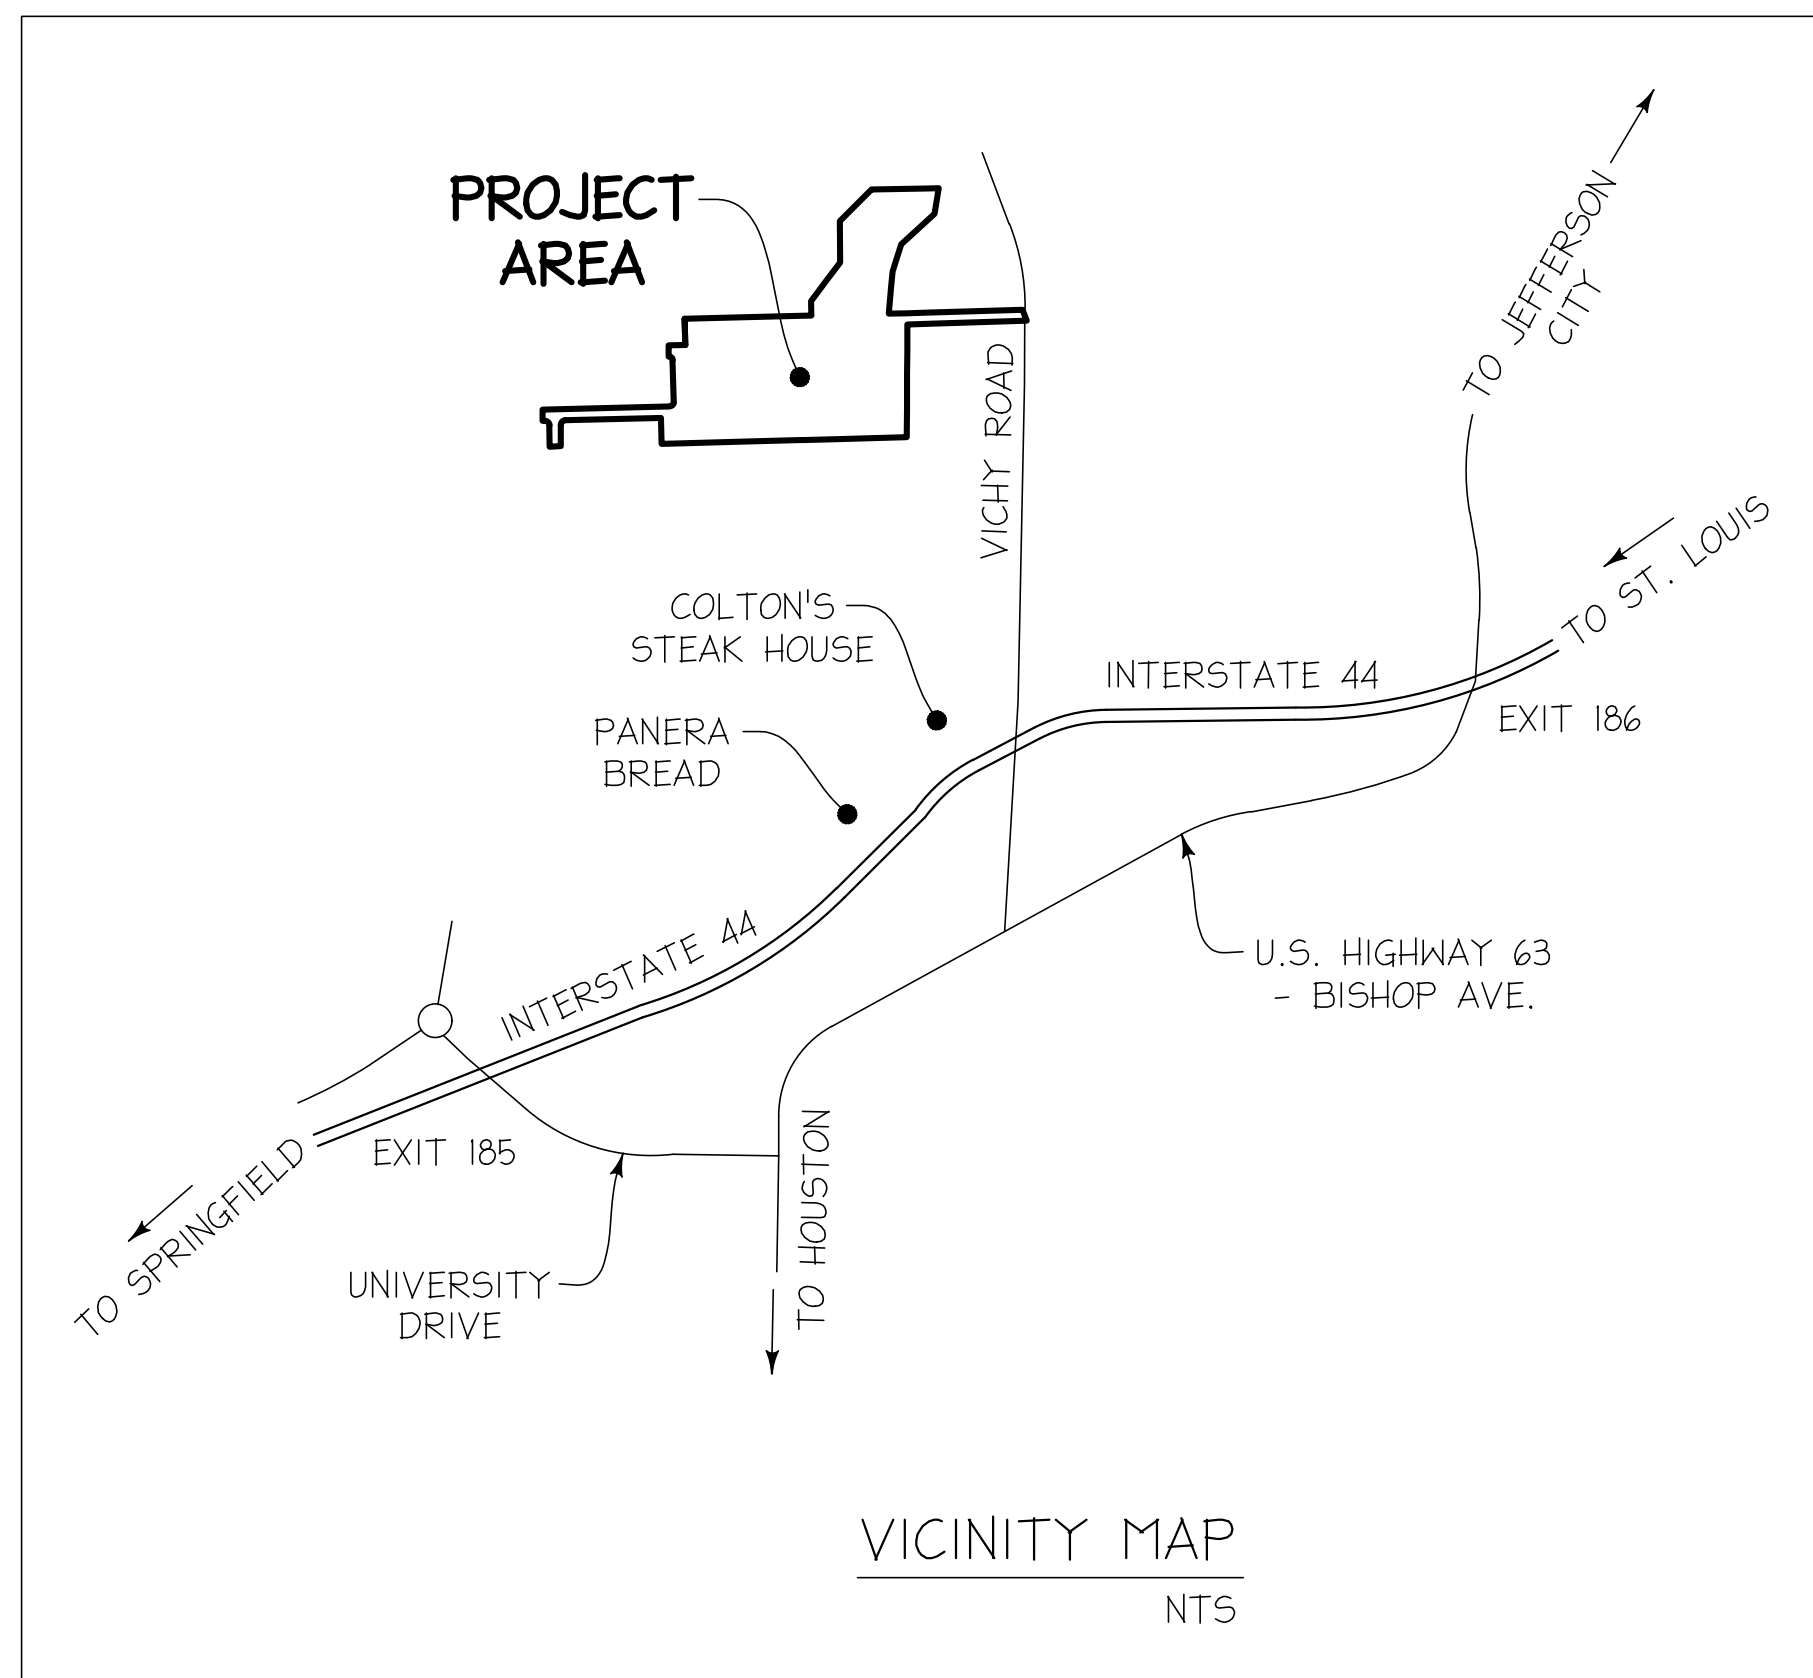 PROJECT
AREA
TO JEFFERSON
CITY
VICHY ROAD
TO ST. LOUIS
COLTON'S
STEAK HOUSE
INTERSTATE 44
EXIT 186
PANERA
BREAD
INTERSTATE 44
U.S. HIGHWAY 63
- BISHOP AVE.
EXIT 185
TO SPRINGFIELD
TO HOUSTON
UNIVERSITY
DRIVE
VICINITY MAP
NTS